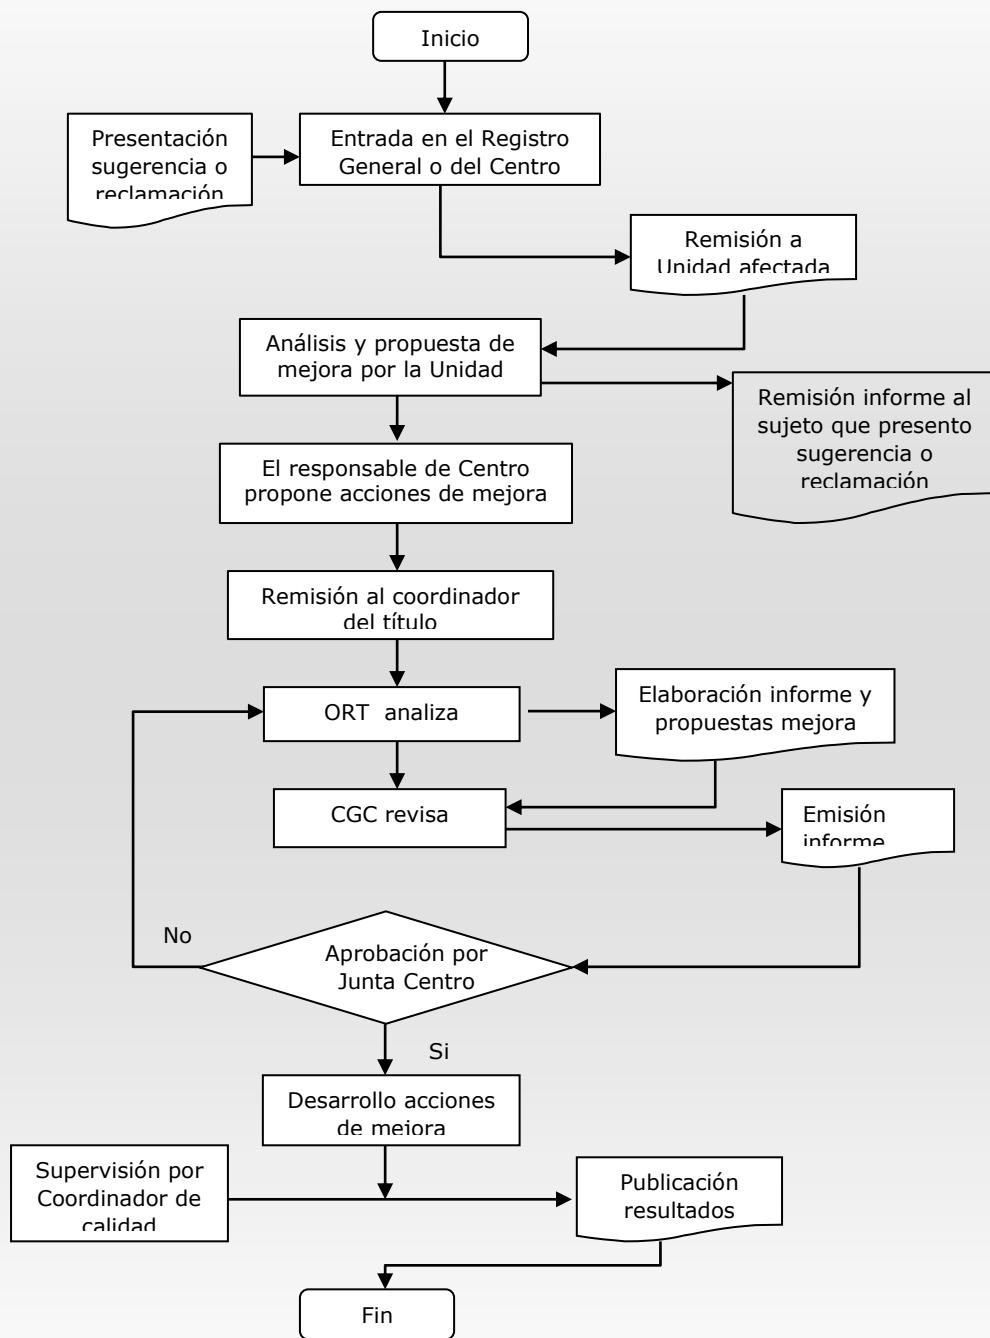 Inicio
Presentación
sugerencia o
reclamación
Entrada en el Registro
General o del Centro
Remisión a
Unidad afectada
Análisis y propuesta de
mejora por la Unidad
Remisión informe al
sujeto que presento
sugerencia o
reclamación
El responsable de Centro
propone acciones de mejora
Remisión al coordinador
del título
ORT analiza
Elaboración informe y
propuestas mejora
CGC revisa
Emisión
informe
No
Aprobación por
Junta Centro
Si
Desarrollo acciones
de mejora
Supervisión por
Coordinador de
calidad
Publicación
resultados
Fin